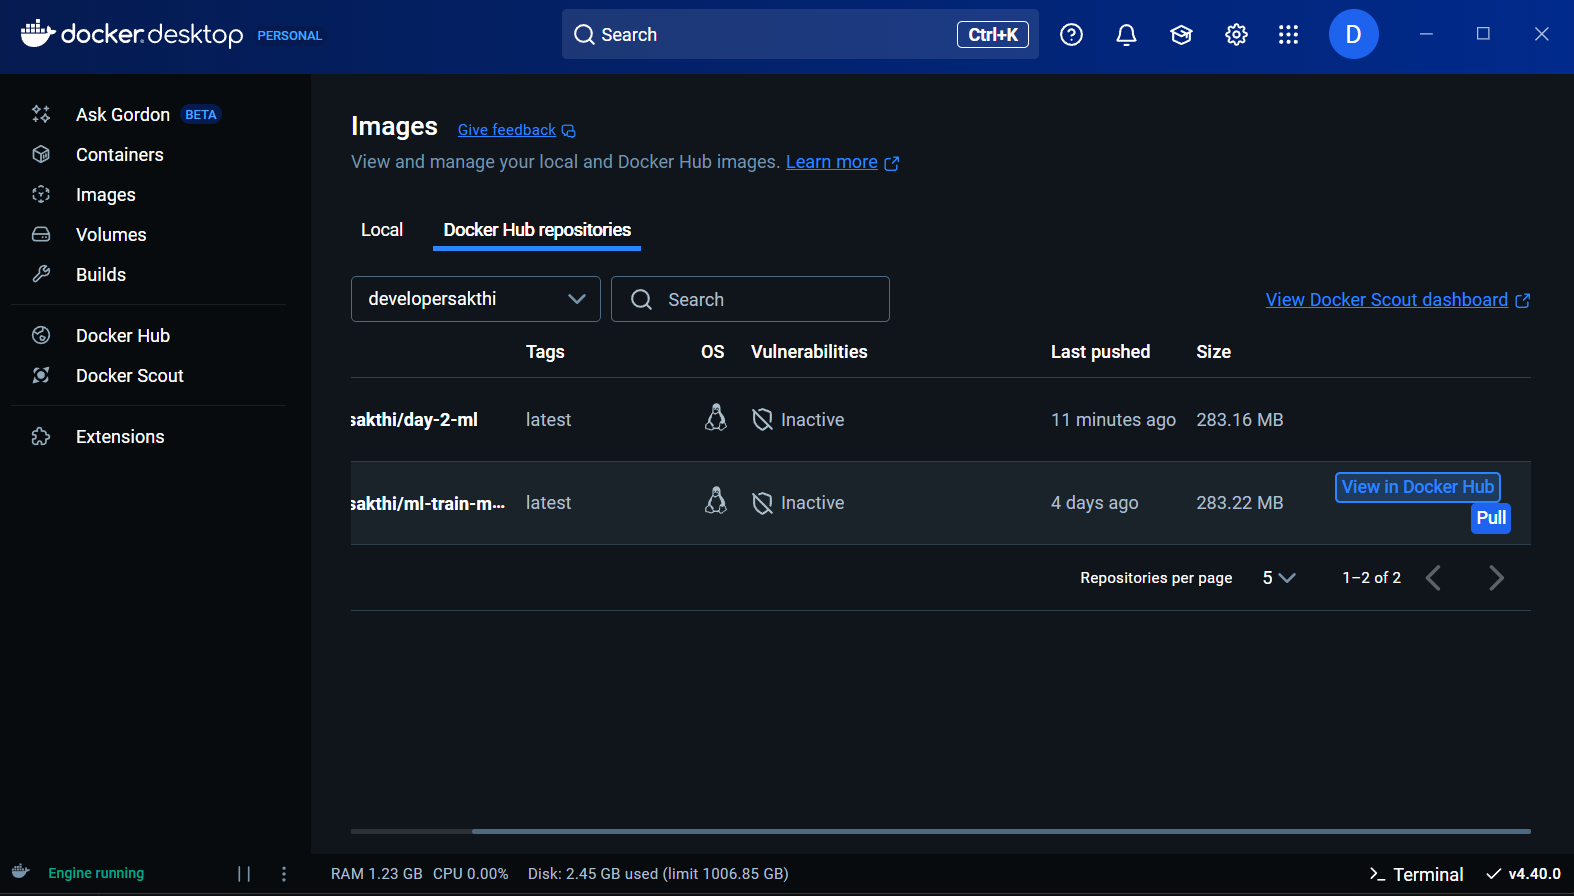 docker.desktop PERSONAL
Search Ctrl+K
D
Ask Gordon BETA
Containers
Images
Volumes
Builds
Docker Hub
Docker Scout
Extensions
Images Give feedback
View and manage your local and Docker Hub images. Learn more
Local Docker Hub repositories
developersakthi Search View Docker Scout dashboard
Tags OS Vulnerabilities Last pushed Size
sakthi/day-2-ml latest Inactive 11 minutes ago 283.16 MB
sakthi/ml-train-m... latest Inactive 4 days ago 283.22 MB View in Docker Hub
Pull
Repositories per page 5 1–2 of 2
Engine running RAM 1.23 GB CPU 0.00% Disk: 2.45 GB used (limit 1006.85 GB) Terminal v4.40.0